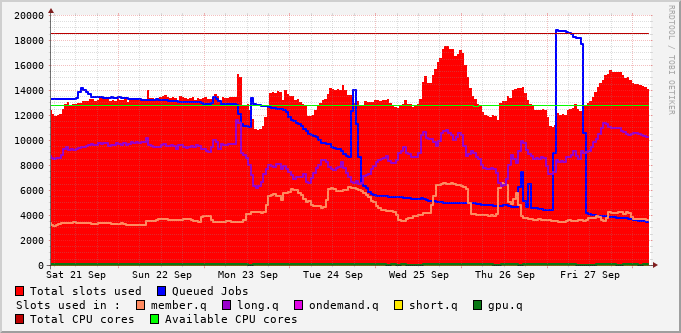 20000
18000
16000
14000
12000
10000
8000
6000
4000
2000
0
Sat 21 Sep Sun 22 Sep Mon 23 Sep Tue 24 Sep Wed 25 Sep Thu 26 Sep Fri 27 Sep
Total slots used Queued Jobs
Slots used in : member.q long.q ondemand.q short.q gpu.q
Total CPU cores Available CPU cores
RRDTOOL / TOBI OETIKER